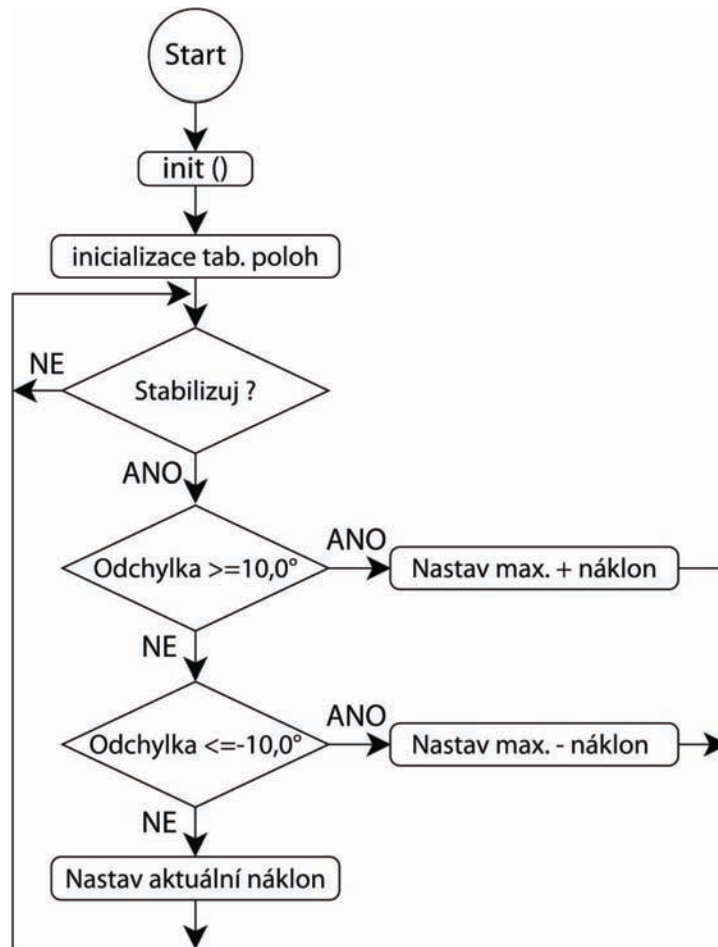 Start
init ()
inicializace tab. poloh
NE
Stabilizuj ?
ANO
Odchylka >=10,0°
ANO
Nastav max. + náklon
NE
Odchylka <=-10,0°
ANO
Nastav max. - náklon
NE
Nastav aktuální náklon